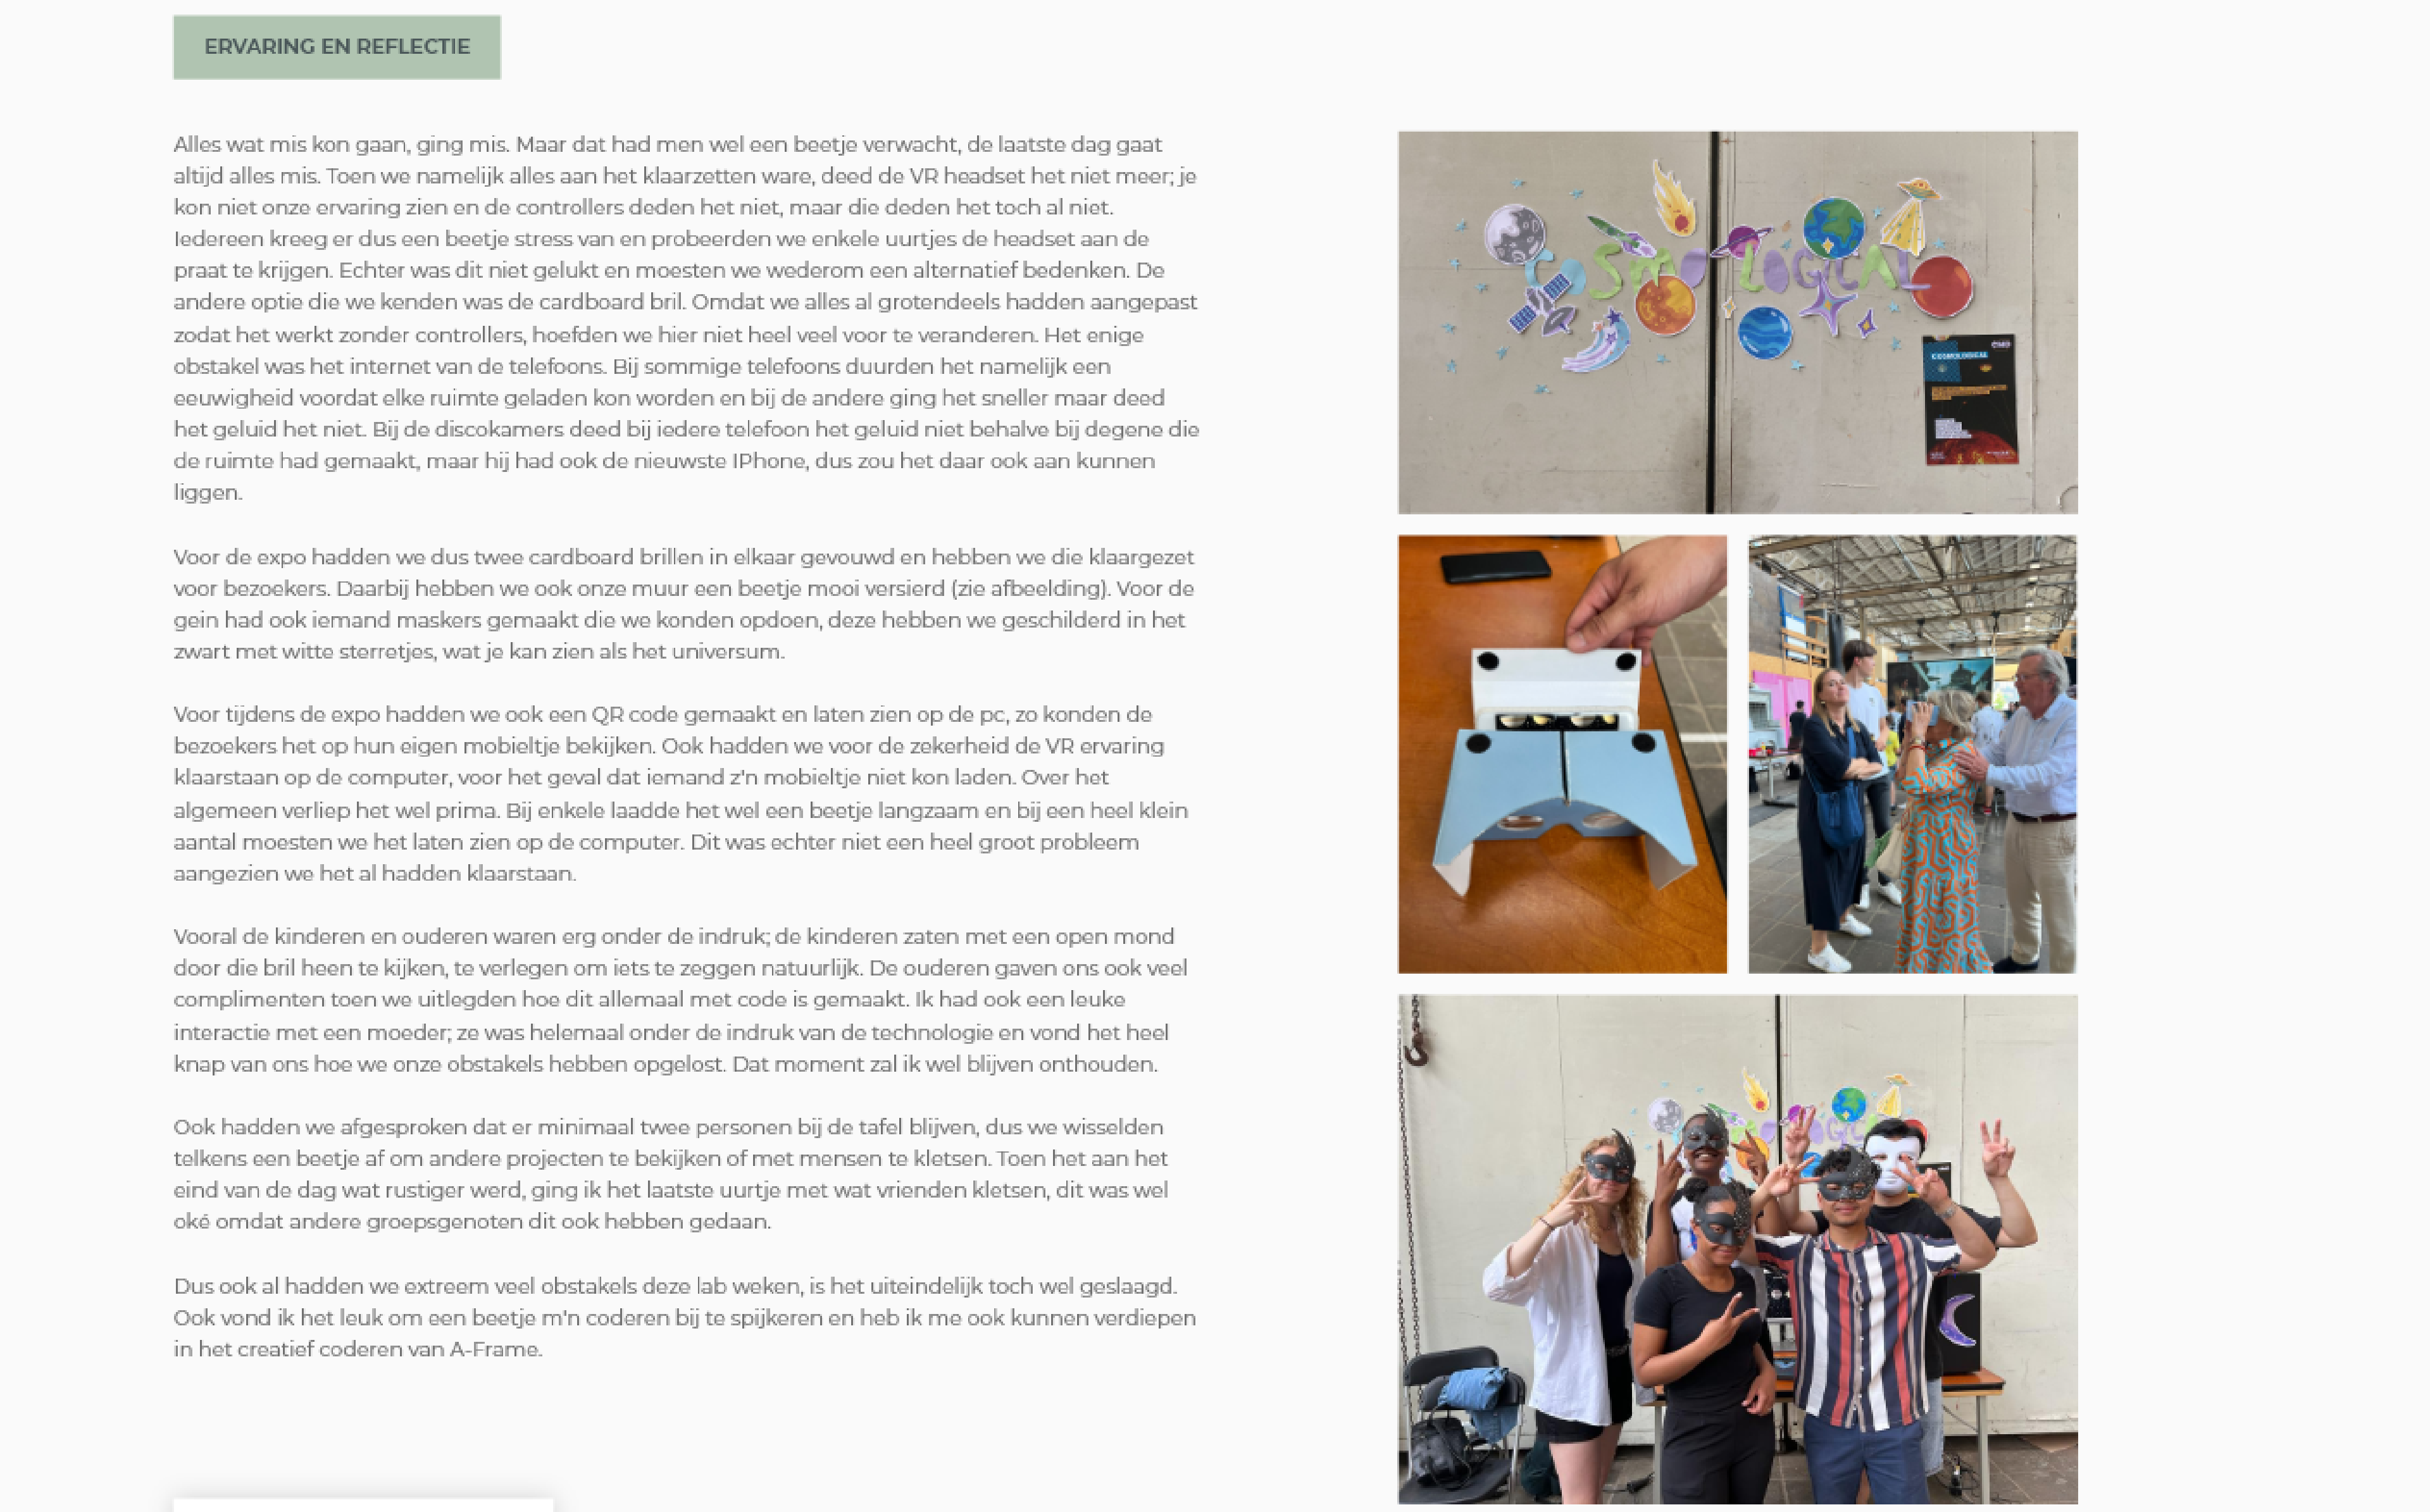 ERVARING EN REFLECTIE
Alles wat mis kon gaan, ging mis. Maar dat had men wel een beetje verwacht, de laatste dag gaat
altijd alles mis. Toen we namelijk alles aan het klaarzetten ware, deed de VR headset het niet meer; je
kon niet onze ervaring zien en de controllers deden het niet, maar die deden het toch al niet.
Iedereen kreeg er dus een beetje stress van en probeerden we enkele uurtjes de headset aan de
praat te krijgen. Echter was dit niet gelukt en moesten we wederom een alternatief bedenken. De
andere optie die we kenden was de cardboard bril. Omdat we alles al grotendeels hadden aangepast
zodat het werkt zonder controllers, hoefden we hier niet heel veel voor te veranderen. Het enige
obstakel was het internet van de telefoons. Bij sommige telefoons duurden het namelijk een
eeuwigheid voordat elke ruimte geladen kon worden en bij de andere ging het sneller maar deed
het geluid het niet. Bij de discokamers deed bij iedere telefoon het geluid niet behalve bij degene die
de ruimte had gemaakt, maar hij had ook de nieuwste IPhone, dus zou het daar ook aan kunnen
liggen.
Voor de expo hadden we dus twee cardboard brillen in elkaar gevouwd en hebben we die klaargezet
voor bezoekers. Daarbij hebben we ook onze muur een beetje mooi versierd (zie afbeelding). Voor de
gein had ook iemand maskers gemaakt die we konden opdoen, deze hebben we geschilderd in het
zwart met witte sterretjes, wat je kan zien als het universum.
Voor tijdens de expo hadden we ook een QR code gemaakt en laten zien op de pc, zo konden de
bezoekers het op hun eigen mobieltje bekijken. Ook hadden we voor de zekerheid de VR ervaring
klaarstaan op de computer, voor het geval dat iemand z'n mobieltje niet kon laden. Over het
algemeen verliep het wel prima. Bij enkele laadde het wel een beetje langzaam en bij een heel klein
aantal moesten we het laten zien op de computer. Dit was echter niet een heel groot probleem
aangezien we het al hadden klaarstaan.
Vooral de kinderen en ouderen waren erg onder de indruk; de kinderen zaten met een open mond
door die bril heen te kijken, te verlegen om iets te zeggen natuurlijk. De ouderen gaven ons ook veel
complimenten toen we uitlegden hoe dit allemaal met code is gemaakt. Ik had ook een leuke
interactie met een moeder; ze was helemaal onder de indruk van de technologie en vond het heel
knap van ons hoe we onze obstakels hebben opgelost. Dat moment zal ik wel blijven onthouden.
Ook hadden we afgesproken dat er minimaal twee personen bij de tafel blijven, dus we wisselden
telkens een beetje af om andere projecten te bekijken of met mensen te kletsen. Toen het aan het
eind van de dag wat rustiger werd, ging ik het laatste uurtje met wat vrienden kletsen, dit was wel
oké omdat andere groepsgenoten dit ook hebben gedaan.
Dus ook al hadden we extreem veel obstakels deze lab weken, is het uiteindelijk toch wel geslaagd.
Ook vond ik het leuk om een beetje m'n coderen bij te spijkeren en heb ik me ook kunnen verdiepen
in het creatief coderen van A-Frame.
COSMOLOGICAL
COSMOLOGICAL